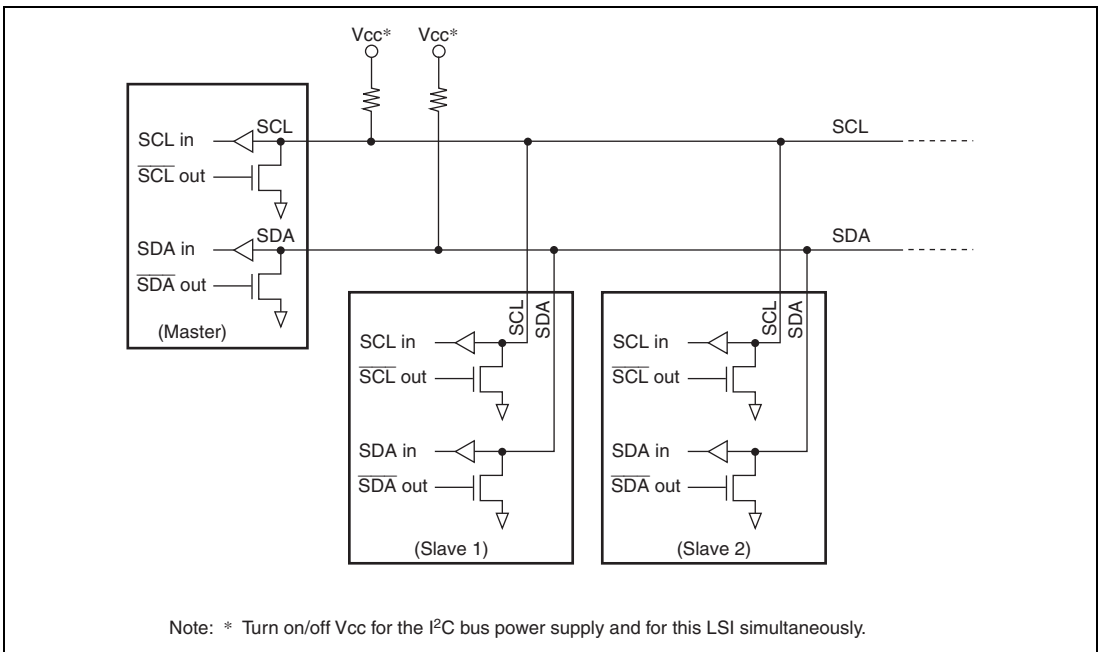 Vcc* Vcc*
SCL in
SCL
SCL
SCL out
SDA in
SDA
SDA
SDA out
(Master)
SCL
SDA
SCL
SDA
SCL in
SCL in
SCL out
SCL out
SDA in
SDA in
SDA out
SDA out
(Slave 1)
(Slave 2)
Note: * Turn on/off Vcc for the I²C bus power supply and for this LSI simultaneously.